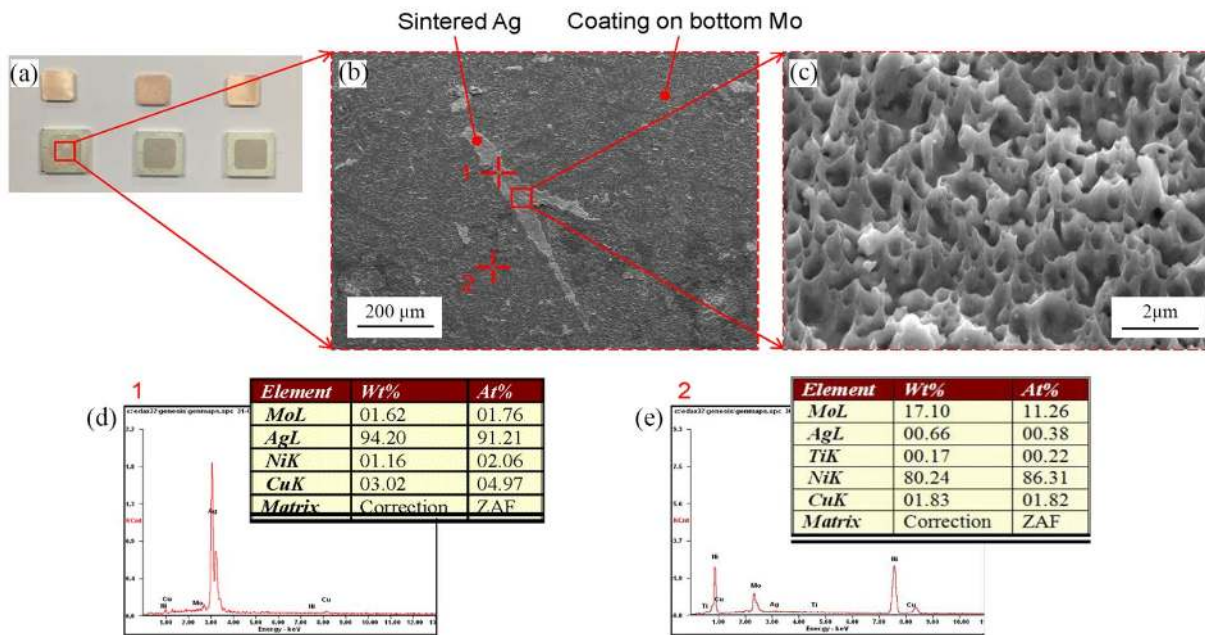 Sintered Ag
Coating on bottom Mo
(a)
(b)
(c)
1
2
200 μm
2μm
1
(d)
Element Wt% At%
MoL 01.62 01.76
AgL 94.20 91.21
NiK 01.16 02.06
CuK 03.02 04.97
Matrix Correction ZAF
Ag
Cu
Mo
Cu
Energy - keV
2
(e)
Element Wt% At%
MoL 17.10 11.26
AgL 00.66 00.38
TiK 00.17 00.22
NiK 80.24 86.31
CuK 01.83 01.82
Matrix Correction ZAF
Ni
Cu
Ti
Mo
Ag
Ti
Ni
Cu
Energy - keV